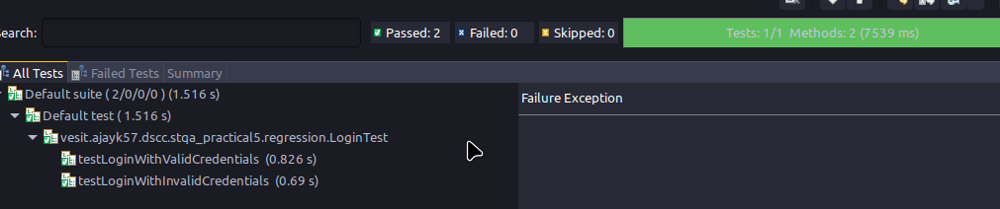 Search:
Passed: 2
Failed: 0
Skipped: 0
Tests: 1/1 Methods: 2 (7539 ms)
All Tests
Failed Tests
Summary
Default suite ( 2/0/0/0 ) (1.516 s)
Failure Exception
Default test ( 1.516 s)
vesit.ajayk57.dscc.stqa_practical5.regression.LoginTest
testLoginWithValidCredentials (0.826 s)
testLoginWithInvalidCredentials (0.69 s)